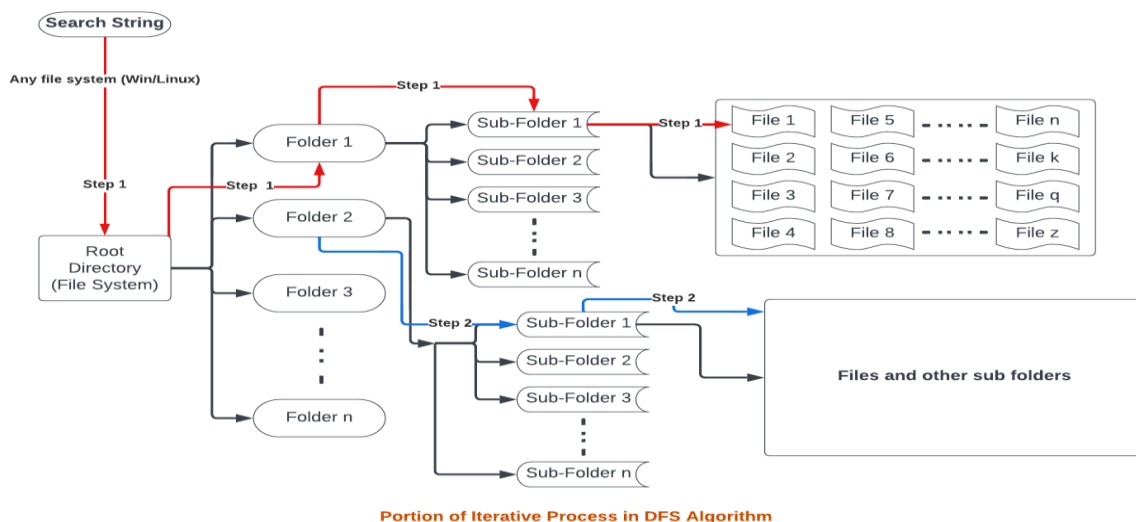 Search String
Any file system (Win/Linux)
Step 1
Root
Directory
(File System)
Step 1
Folder 1
Folder 2
Folder 3
Folder n
Step 1
Sub-Folder 1
Sub-Folder 2
Sub-Folder 3
Sub-Folder n
Step 1
File 1
File 5
File n
File 2
File 6
File k
File 3
File 7
File q
File 4
File 8
File z
Step 2
Sub-Folder 1
Sub-Folder 2
Sub-Folder 3
Sub-Folder n
Step 2
Files and other sub folders
Portion of Iterative Process in DFS Algorithm